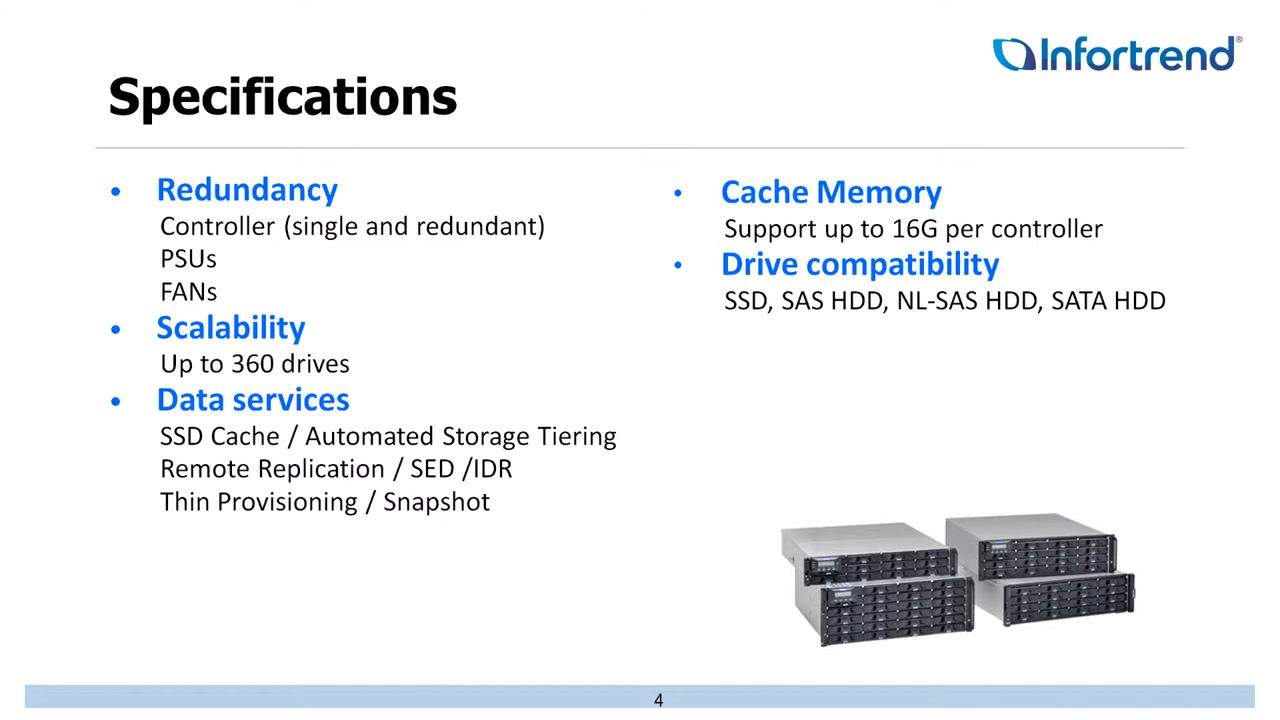 Infortrend®
Specifications
• Redundancy
Controller (single and redundant)
PSUs
FANs
• Scalability
Up to 360 drives
• Data services
SSD Cache / Automated Storage Tiering
Remote Replication / SED /IDR
Thin Provisioning / Snapshot
• Cache Memory
Support up to 16G per controller
• Drive compatibility
SSD, SAS HDD, NL-SAS HDD, SATA HDD
4